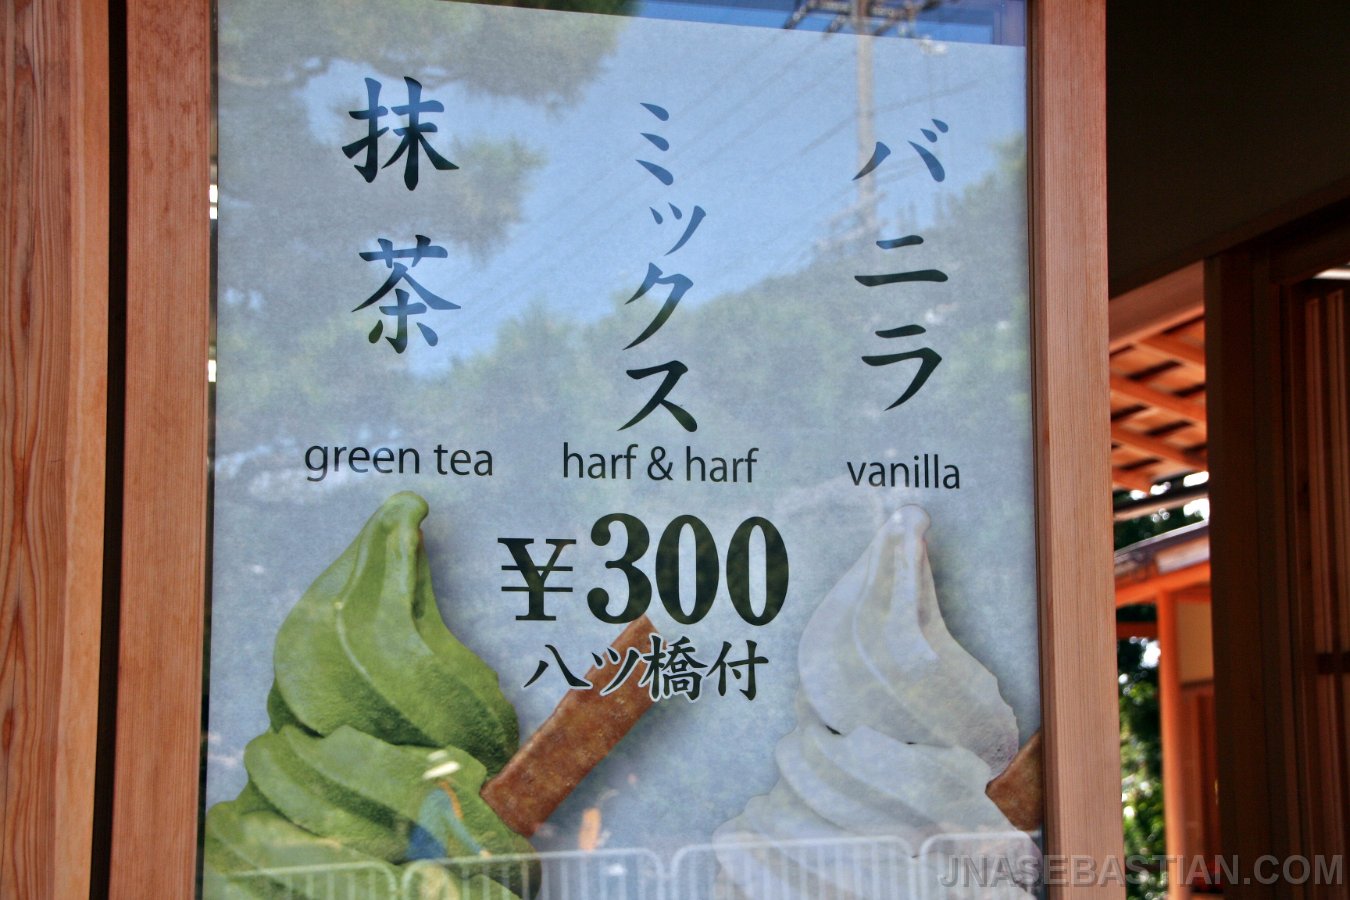 抹茶
ミックス
バニラ
green tea
harf & harf
vanilla
¥300
八ツ橋付
JNASEBASTIAN.COM